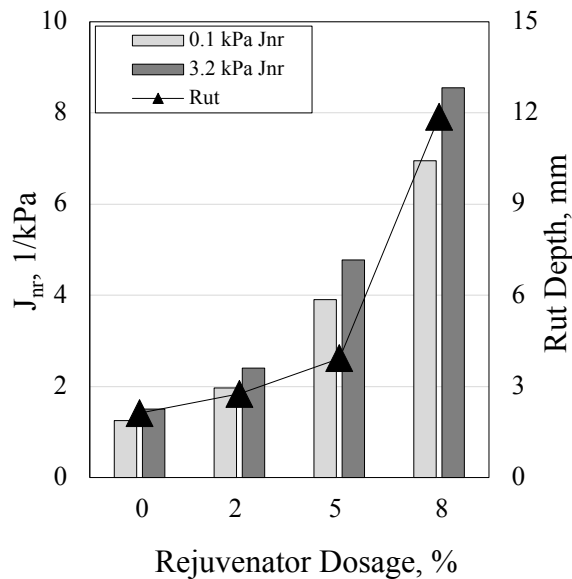 0.1 kPa Jnr
3.2 kPa Jnr
Rut
10
8
6
4
2
0
Jnr, 1/kPa
15
12
9
6
3
0
Rut Depth, mm
0 2 5 8
Rejuvenator Dosage, %